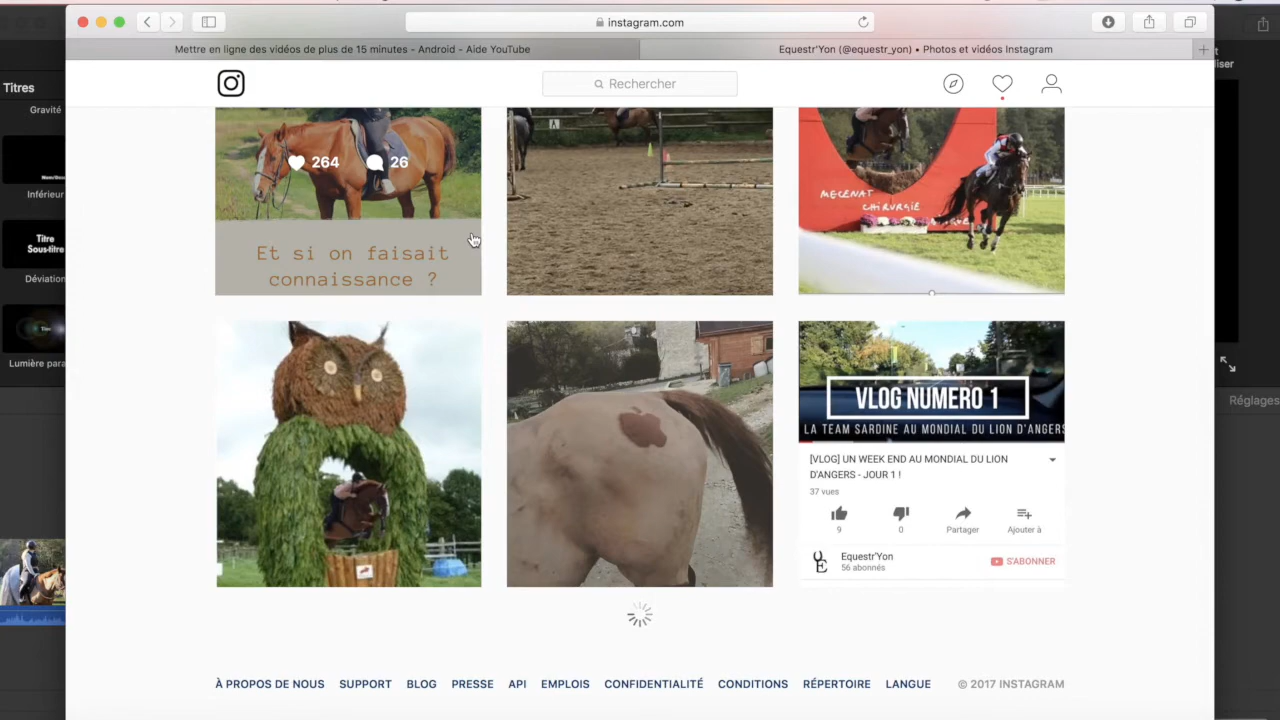 instagram.com
Mettre en ligne des vidéos de plus de 15 minutes - Android - Aide YouTube
Equestr'Yon (@equestr_yon) • Photos et vidéos Instagram
Titres
Gravité
Inférieur
Titre
Sous-titre
Déviation
Titre
Lumière para
liser
Réglages
Rechercher
264
26
Et si on faisait
connaissance ?
A
MECENAT
CHIRURGIE
VLOG NUMERO 1
LA TEAM SARDINE AU MONDIAL DU LION D'ANGERS
[VLOG] UN WEEK END AU MONDIAL DU LION
D'ANGERS - JOUR 1 !
37 vues
9
0
Partager
Ajouter à
Equestr'Yon
56 abonnés
S'ABONNER
À PROPOS DE NOUS
SUPPORT
BLOG
PRESSE
API
EMPLOIS
CONFIDENTIALITÉ
CONDITIONS
RÉPERTOIRE
LANGUE
© 2017 INSTAGRAM